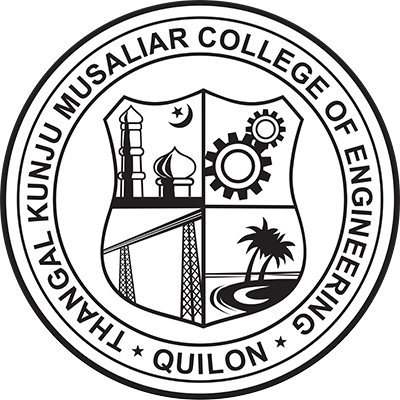 THANGAL KUNJU MUSALIAR COLLEGE OF ENGINEERING
QUILON